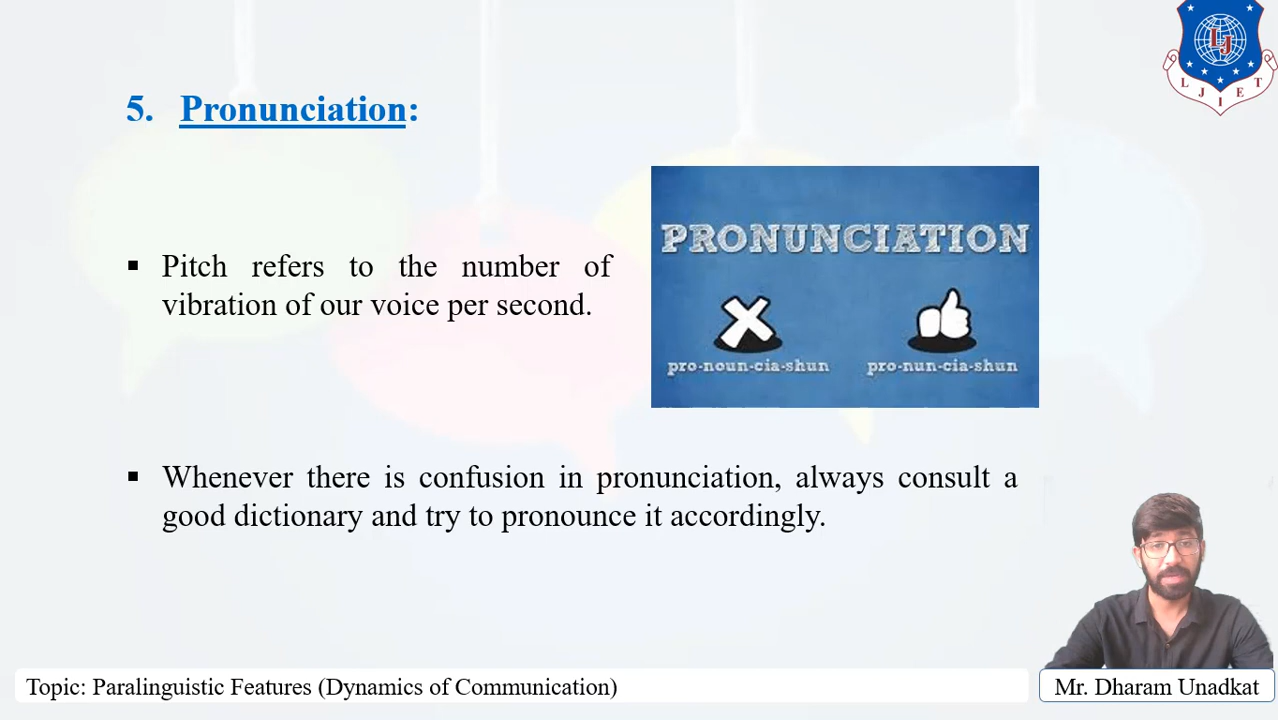 LJ
L J I E T
5. Pronunciation:
▪ Pitch refers to the number of
vibration of our voice per second.
PRONUNCIATION
pro-noun-cia-shun pro-nun-cia-shun
▪ Whenever there is confusion in pronunciation, always consult a
good dictionary and try to pronounce it accordingly.
Topic: Paralinguistic Features (Dynamics of Communication)
Mr. Dharam Unadkat